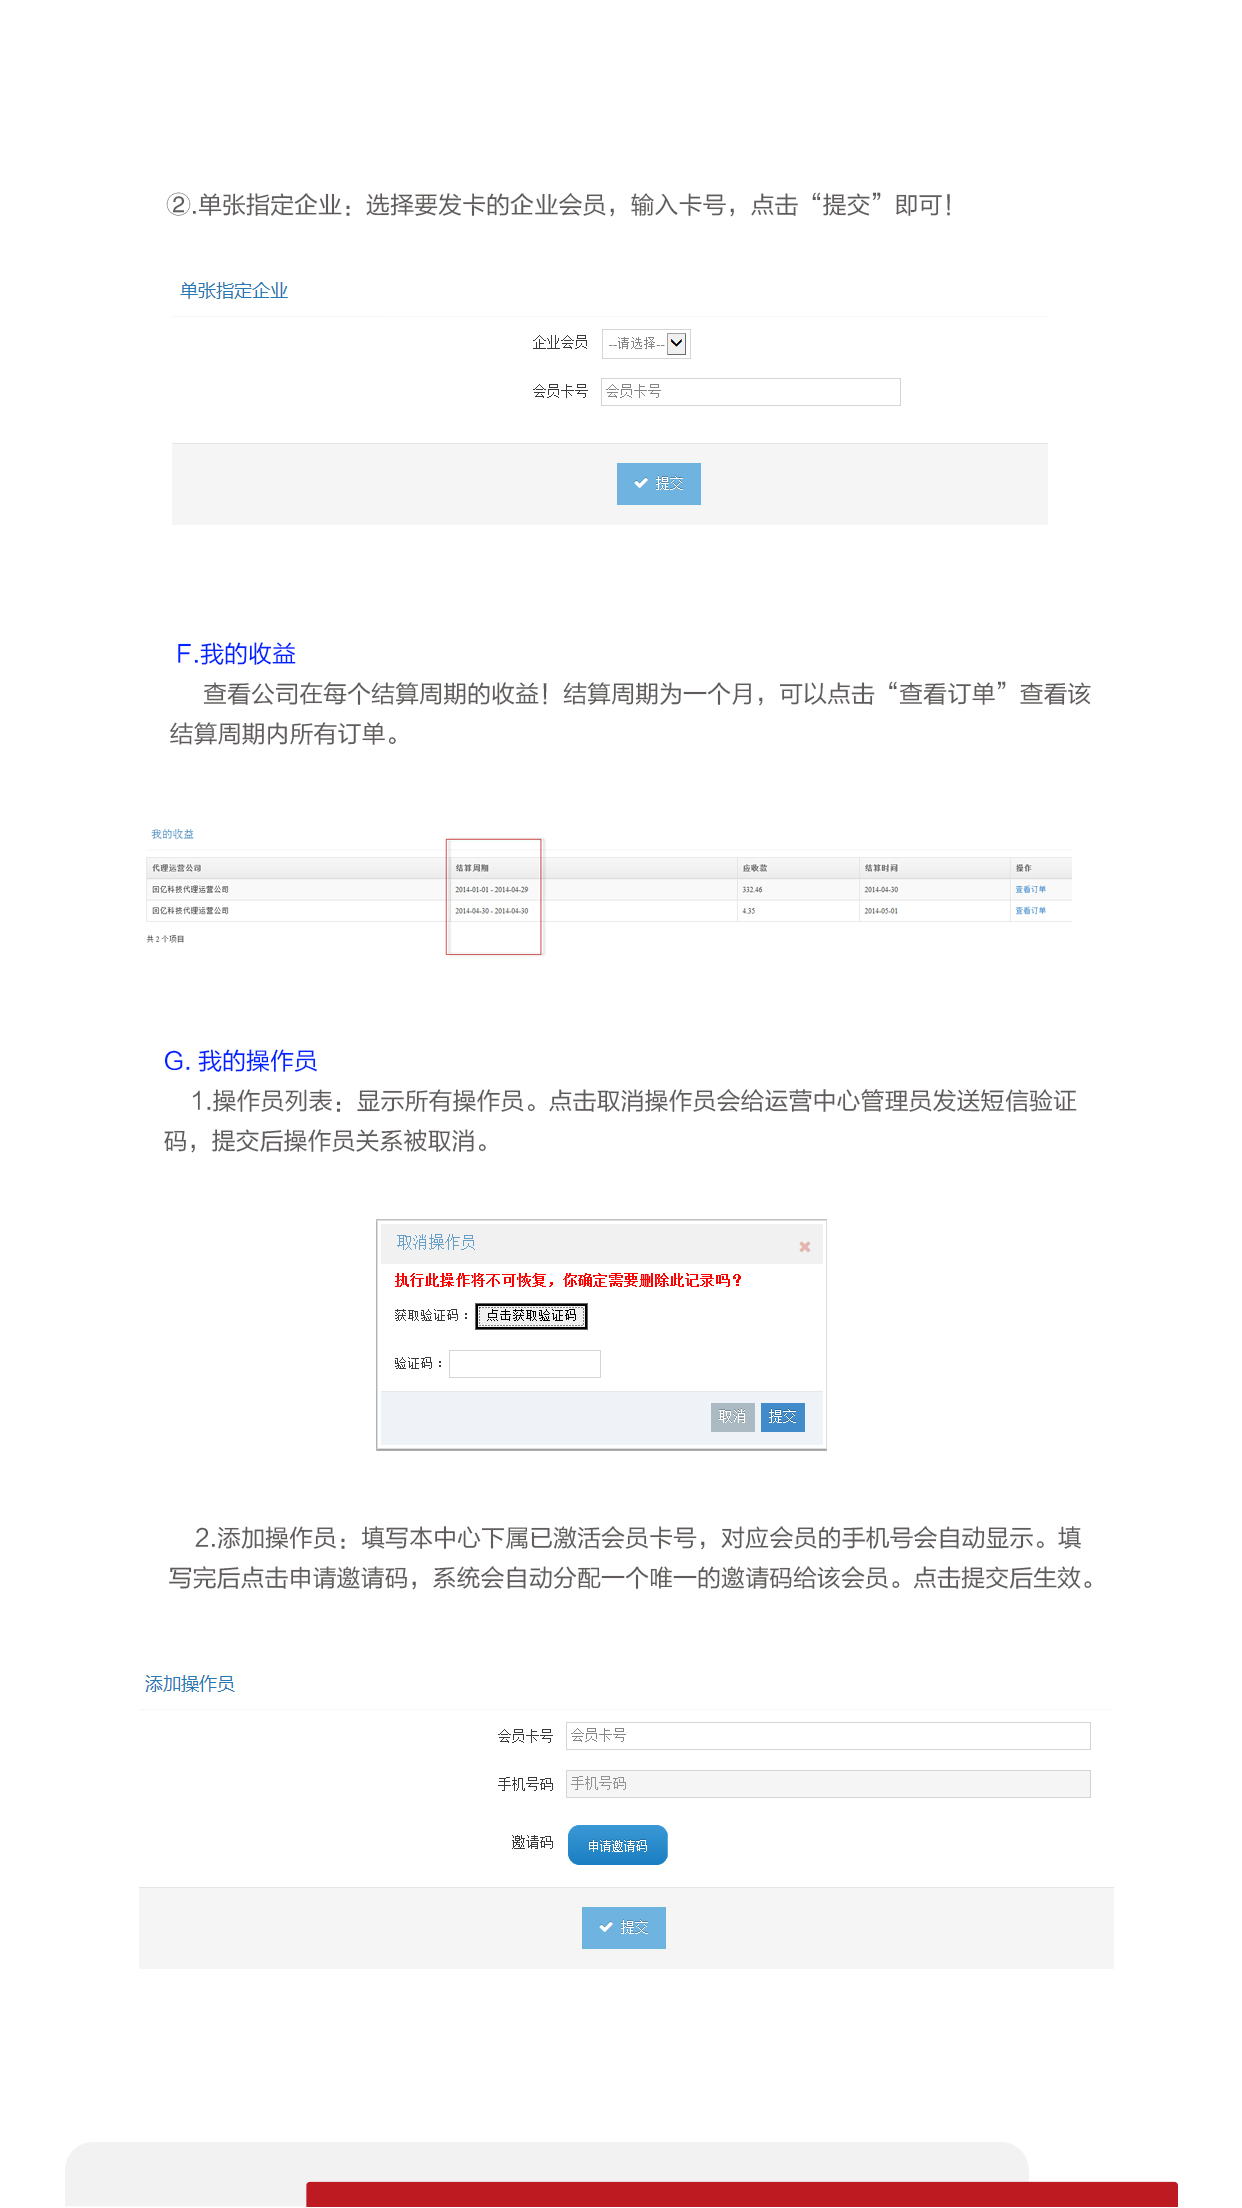 ②.单张指定企业：选择要发卡的企业会员，输入卡号，点击“提交”即可！
单张指定企业
企业会员 --请选择--
会员卡号 会员卡号
提交
F.我的收益
查看公司在每个结算周期的收益！结算周期为一个月，可以点击“查看订单”查看该
结算周期内所有订单。
我的收益
代理运营公司 结算周期 应收款 结算时间 操作
因亿科技代理运营公司 2014-01-01 - 2014-04-29 332.46 2014-04-30 查看订单
因亿科技代理运营公司 2014-04-30 - 2014-04-30 4.35 2014-05-01 查看订单
共 2 个项目
G. 我的操作员
1.操作员列表：显示所有操作员。点击取消操作员会给运营中心管理员发送短信验证
码，提交后操作员关系被取消。
取消操作员
执行此操作将不可恢复，你确定需要删除此记录吗？
获取验证码： 点击获取验证码
验证码：
取消 提交
2.添加操作员：填写本中心下属已激活会员卡号，对应会员的手机号会自动显示。填
写完后点击申请邀请码，系统会自动分配一个唯一的邀请码给该会员。点击提交后生效。
添加操作员
会员卡号 会员卡号
手机号码 手机号码
邀请码 申请邀请码
提交